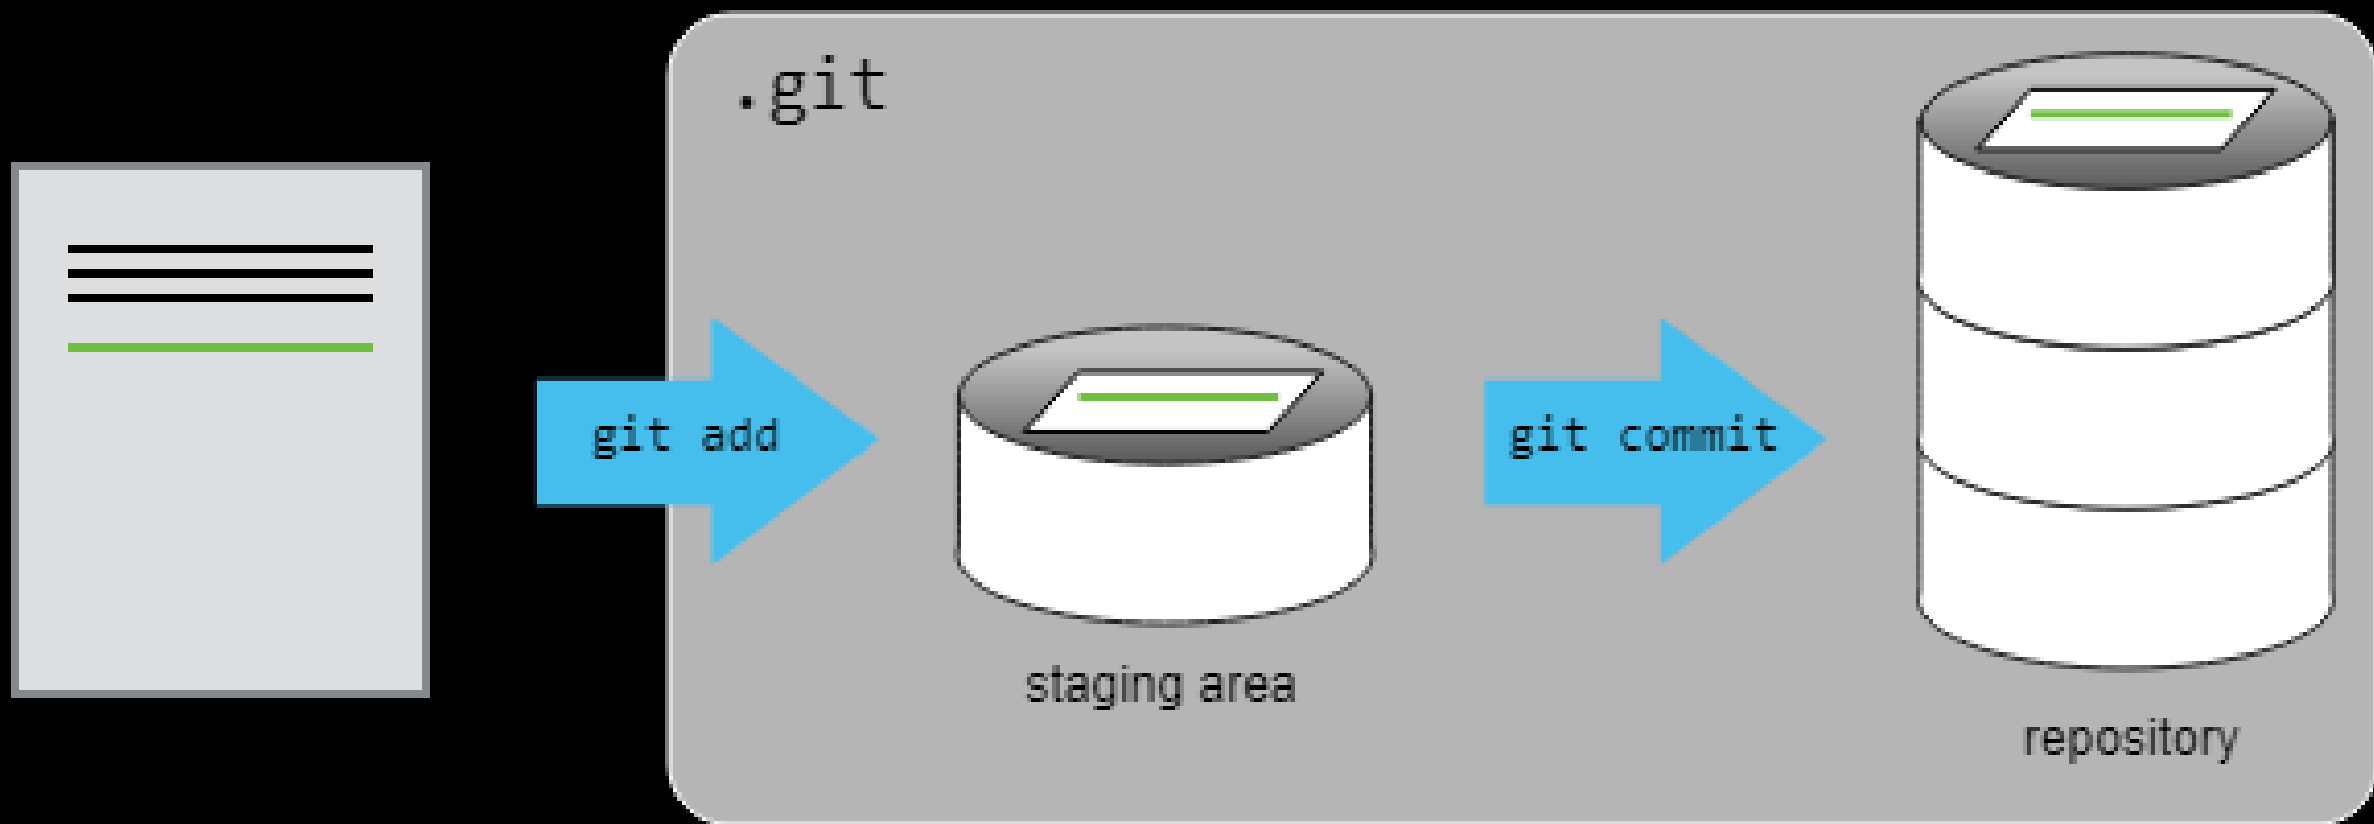 .git
git add
git commit
staging area
repository